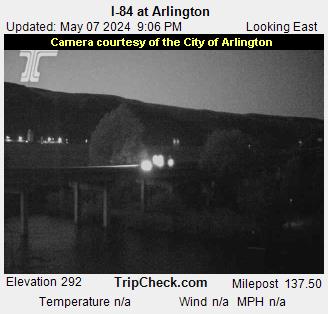 I-84 at Arlington
Updated: May 07 2024 9:06 PM Looking East
Camera courtesy of the City of Arlington
Elevation 292 TripCheck.com Milepost 137.50
Temperature n/a Wind n/a MPH n/a